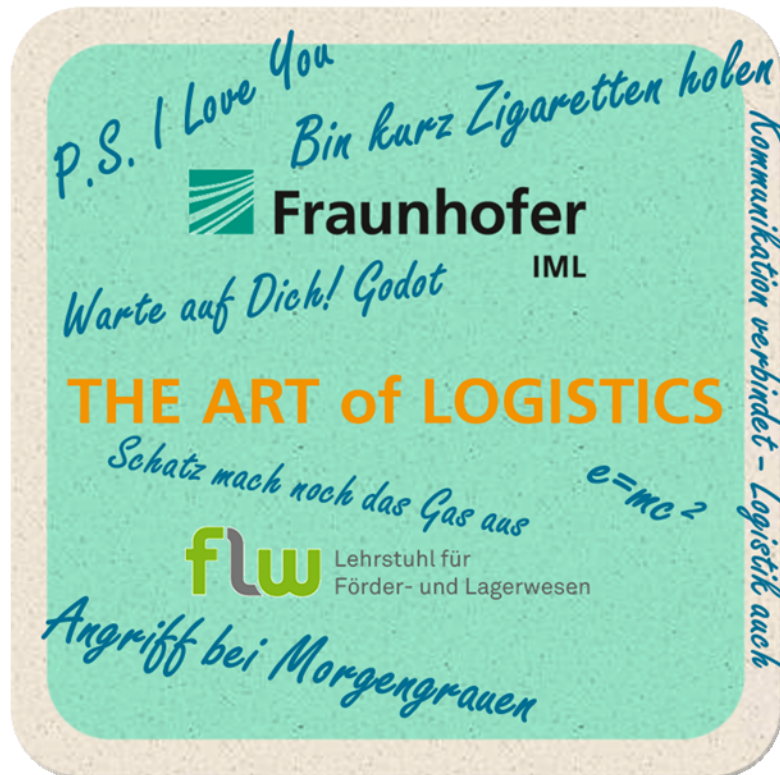 P.S. I Love You
Bin kurz Zigaretten holen
Fraunhofer
IML
Warte auf Dich! Godot
THE ART of LOGISTICS
Schatz mach noch das Gas aus
e=mc²
flw Lehrstuhl für
Förder- und Lagerwesen
Angriff bei Morgengrauen
Kommunikation verbindet - Logistik auch